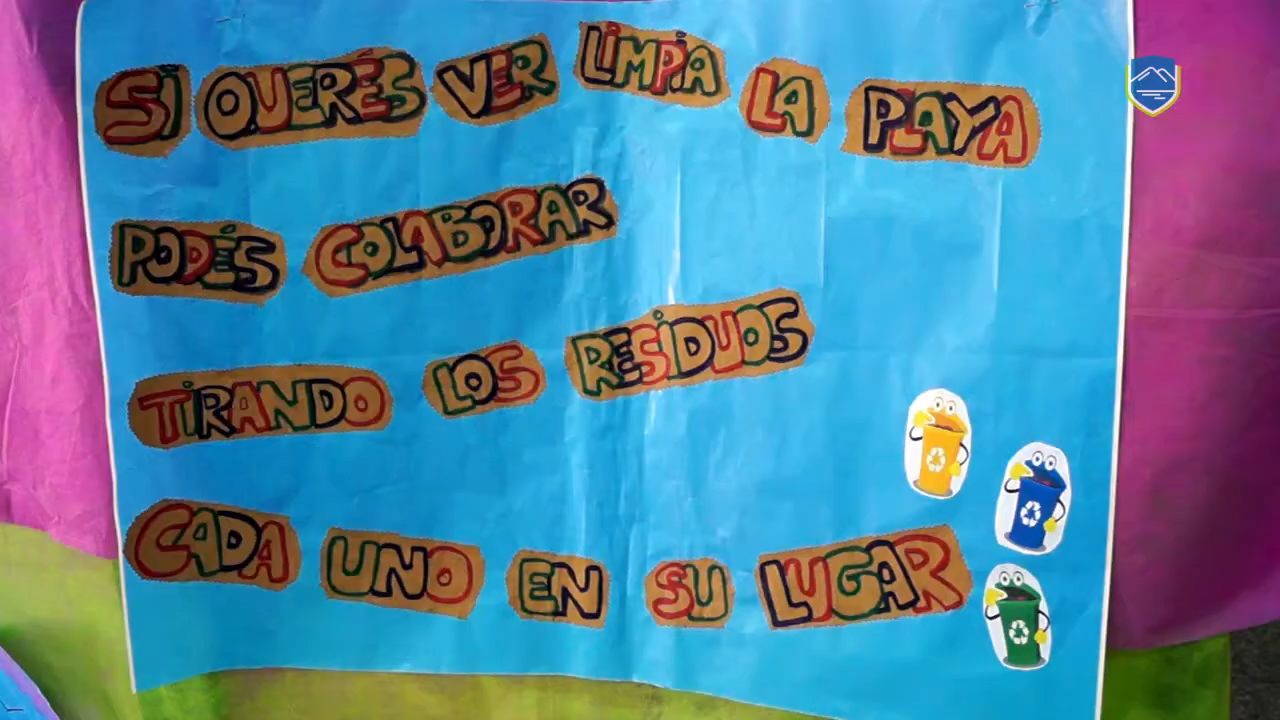 SI QUERÉS VER LIMPIA LA PLAYA
PODÉS COLABORAR
TIRANDO LOS RESIDUOS
CADA UNO EN SU LUGAR